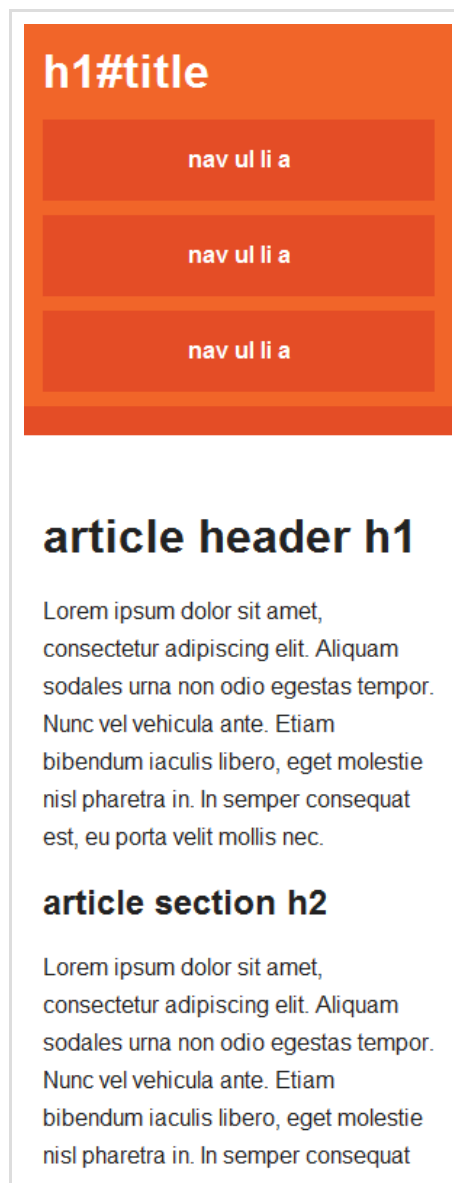 h1#title
nav ul li a
nav ul li a
nav ul li a
article header h1
Lorem ipsum dolor sit amet,
consectetur adipiscing elit. Aliquam
sodales urna non odio egestas tempor.
Nunc vel vehicula ante. Etiam
bibendum iaculis libero, eget molestie
nisl pharetra in. In semper consequat
est, eu porta velit mollis nec.
article section h2
Lorem ipsum dolor sit amet,
consectetur adipiscing elit. Aliquam
sodales urna non odio egestas tempor.
Nunc vel vehicula ante. Etiam
bibendum iaculis libero, eget molestie
nisl pharetra in. In semper consequat